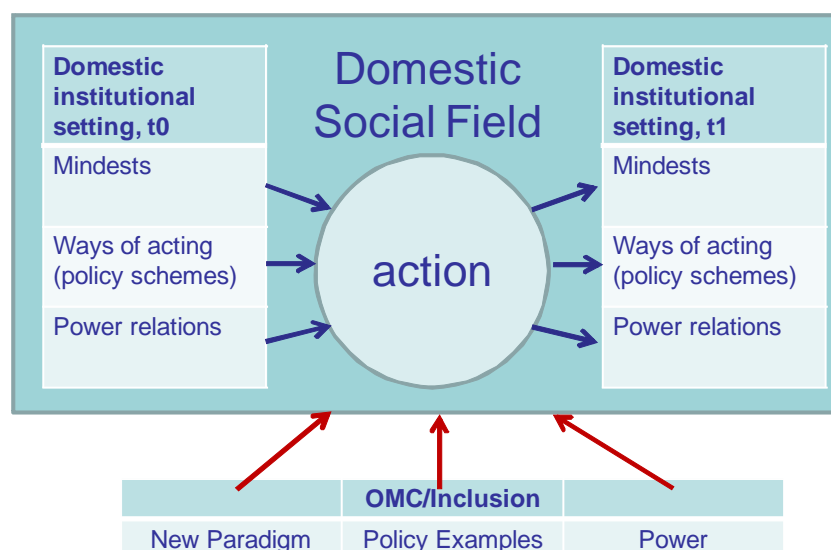 Domestic
institutional
setting, t0
Mindests
Ways of acting
(policy schemes)
Power relations
Domestic
Social Field
action
Domestic
institutional
setting, t1
Mindests
Ways of acting
(policy schemes)
Power relations
OMC/Inclusion
New Paradigm Policy Examples Power